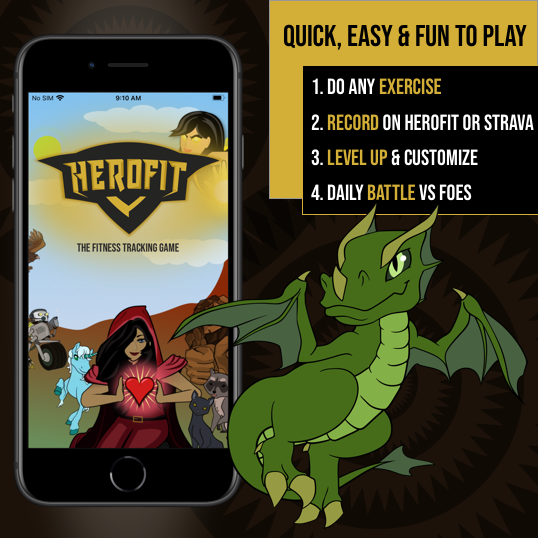 QUICK, EASY & FUN TO PLAY
1. DO ANY EXERCISE
2. RECORD ON HEROFIT OR STRAVA
3. LEVEL UP & CUSTOMIZE
4. DAILY BATTLE VS FOES
No SIM 9:10 AM
HEROFIT
THE FITNESS TRACKING GAME